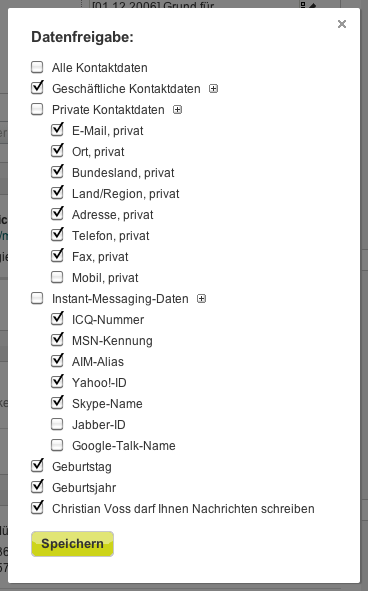 [01.12.2006] Grund für
Datenfreigabe:
Alle Kontaktdaten
Geschäftliche Kontaktdaten
Private Kontaktdaten
E-Mail, privat
Ort, privat
Bundesland, privat
Land/Region, privat
Adresse, privat
Telefon, privat
Fax, privat
Mobil, privat
Instant-Messaging-Daten
ICQ-Nummer
MSN-Kennung
AIM-Alias
Yahoo!-ID
Skype-Name
Jabber-ID
Google-Talk-Name
Geburtstag
Geburtsjahr
Christian Voss darf Ihnen Nachrichten schreiben
Speichern